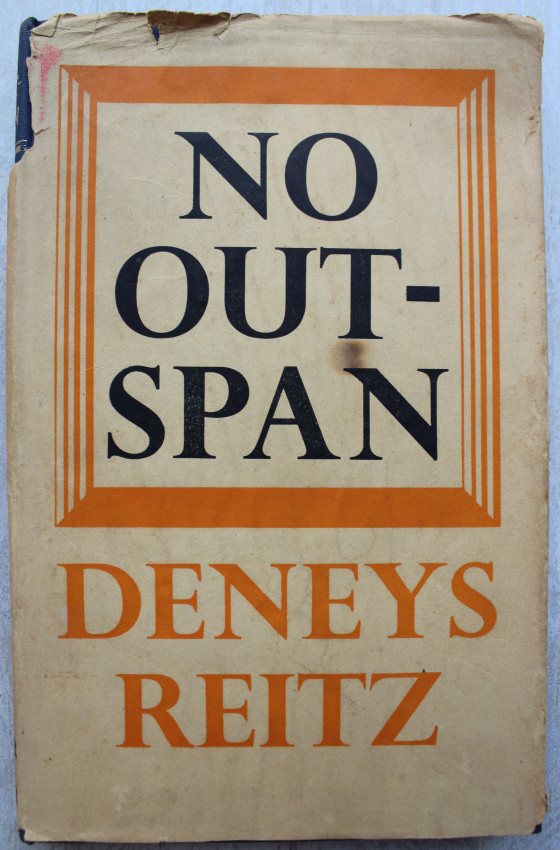 NO
OUT-
SPAN
DENEYS
REITZ